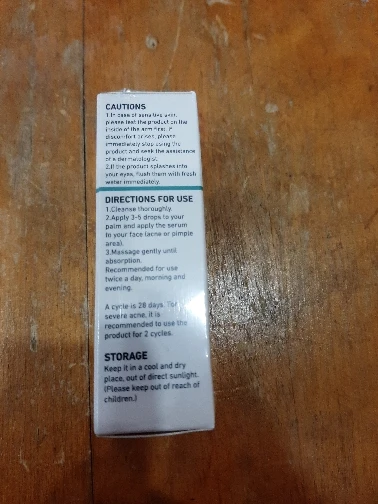 CAUTIONS
1.In case of sensitive skin,
please test the product on the
inside of the arm first. If
discomfort arises, please
immediately stop using the
product and seek the assistance
of a dermatologist.
2.If the product splashes into
your eyes, flush them with fresh
water immediately.
DIRECTIONS FOR USE
1.Cleanse thoroughly
2.Apply 3-5 drops to your
palm and apply the serum
to your face (acne or pimple
area).
3.Massage gently until
absorption.
Recommended for use
twice a day, morning and
evening.
A cycle is 28 days. For
severe acne, it is
recommended to use the
product for 2 cycles.
STORAGE
Keep it in a cool and dry
place, out of direct sunlight.
(Please keep out of reach of
children.)